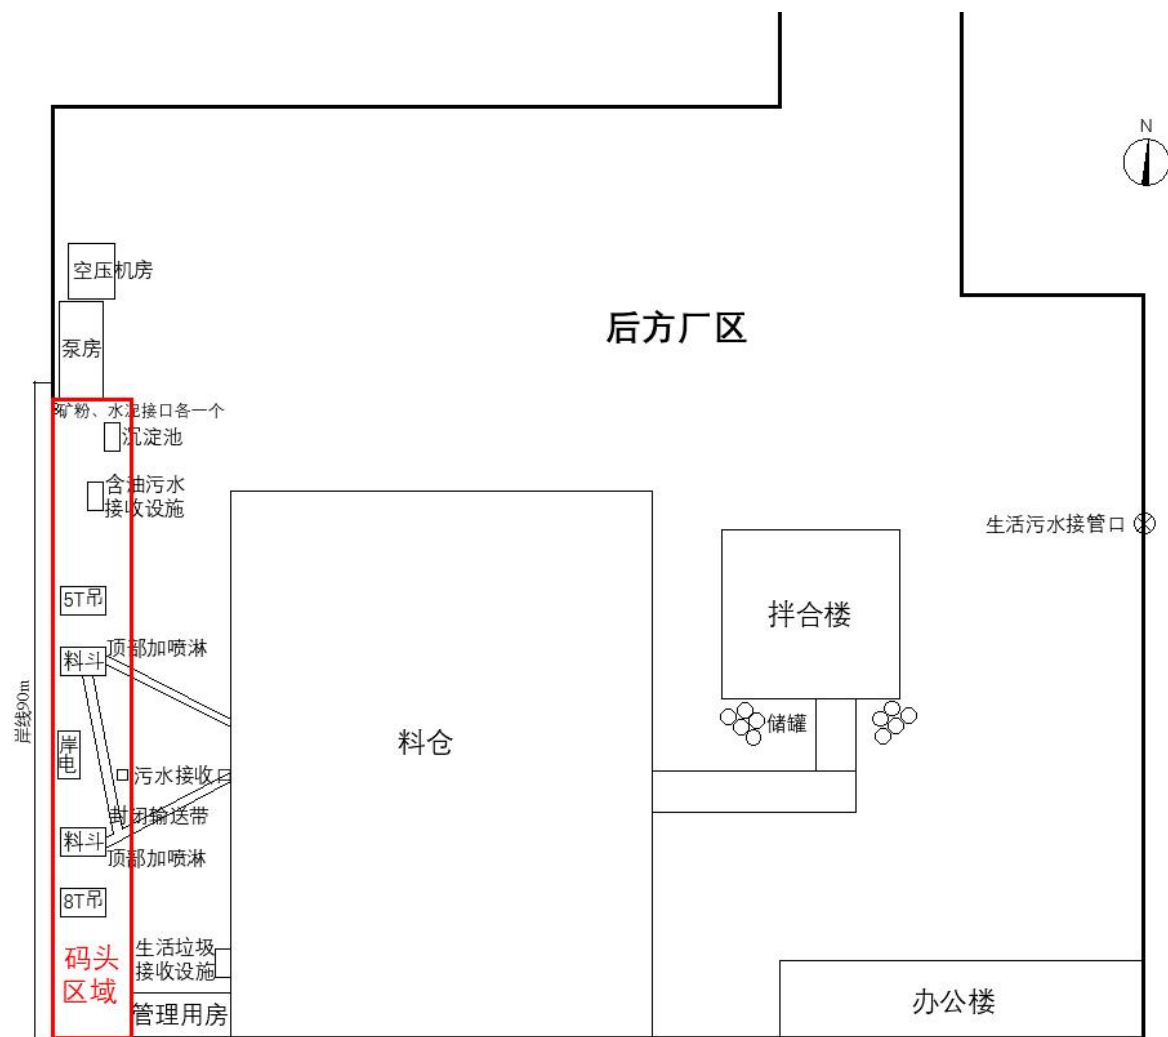 N
空压机房
后方厂区
泵房
矿粉、水泥接口各一个
沉淀池
含油污水
接收设施
生活污水接管口
5T吊
拌合楼
顶部加喷淋
料斗
岸线90m
储罐
料仓
岸电
污水接收口
封闭输送带
料斗
顶部加喷淋
8T吊
码头
区域
生活垃圾
接收设施
管理用房
办公楼